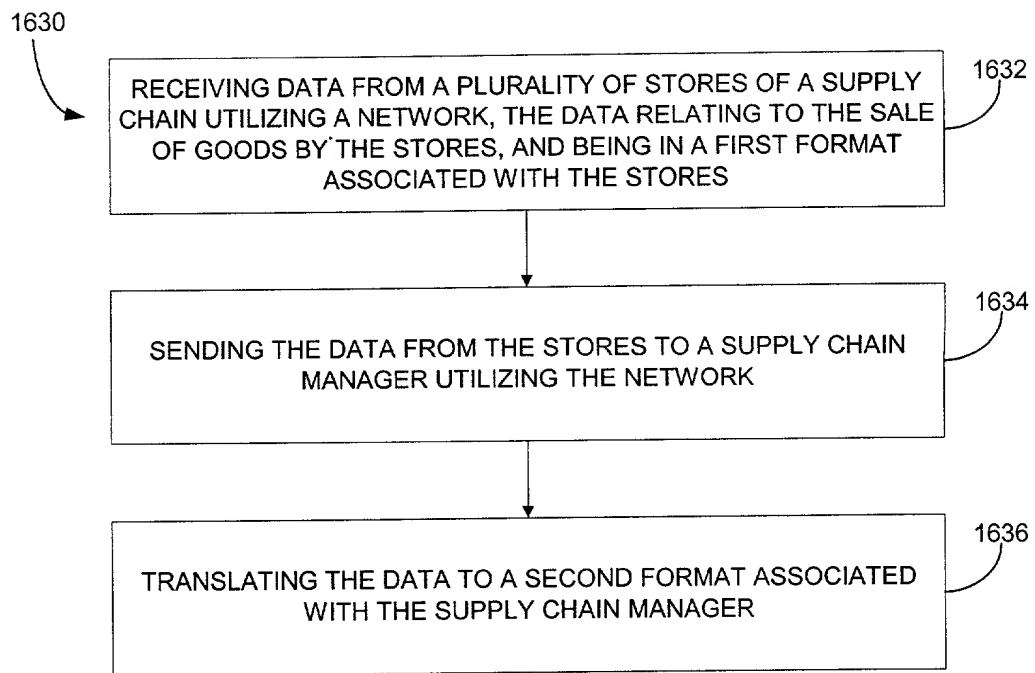 1630
RECEIVING DATA FROM A PLURALITY OF STORES OF A SUPPLY
CHAIN UTILIZING A NETWORK, THE DATA RELATING TO THE SALE
OF GOODS BY THE STORES, AND BEING IN A FIRST FORMAT
ASSOCIATED WITH THE STORES
1632
SENDING THE DATA FROM THE STORES TO A SUPPLY CHAIN
MANAGER UTILIZING THE NETWORK
1634
TRANSLATING THE DATA TO A SECOND FORMAT ASSOCIATED
WITH THE SUPPLY CHAIN MANAGER
1636